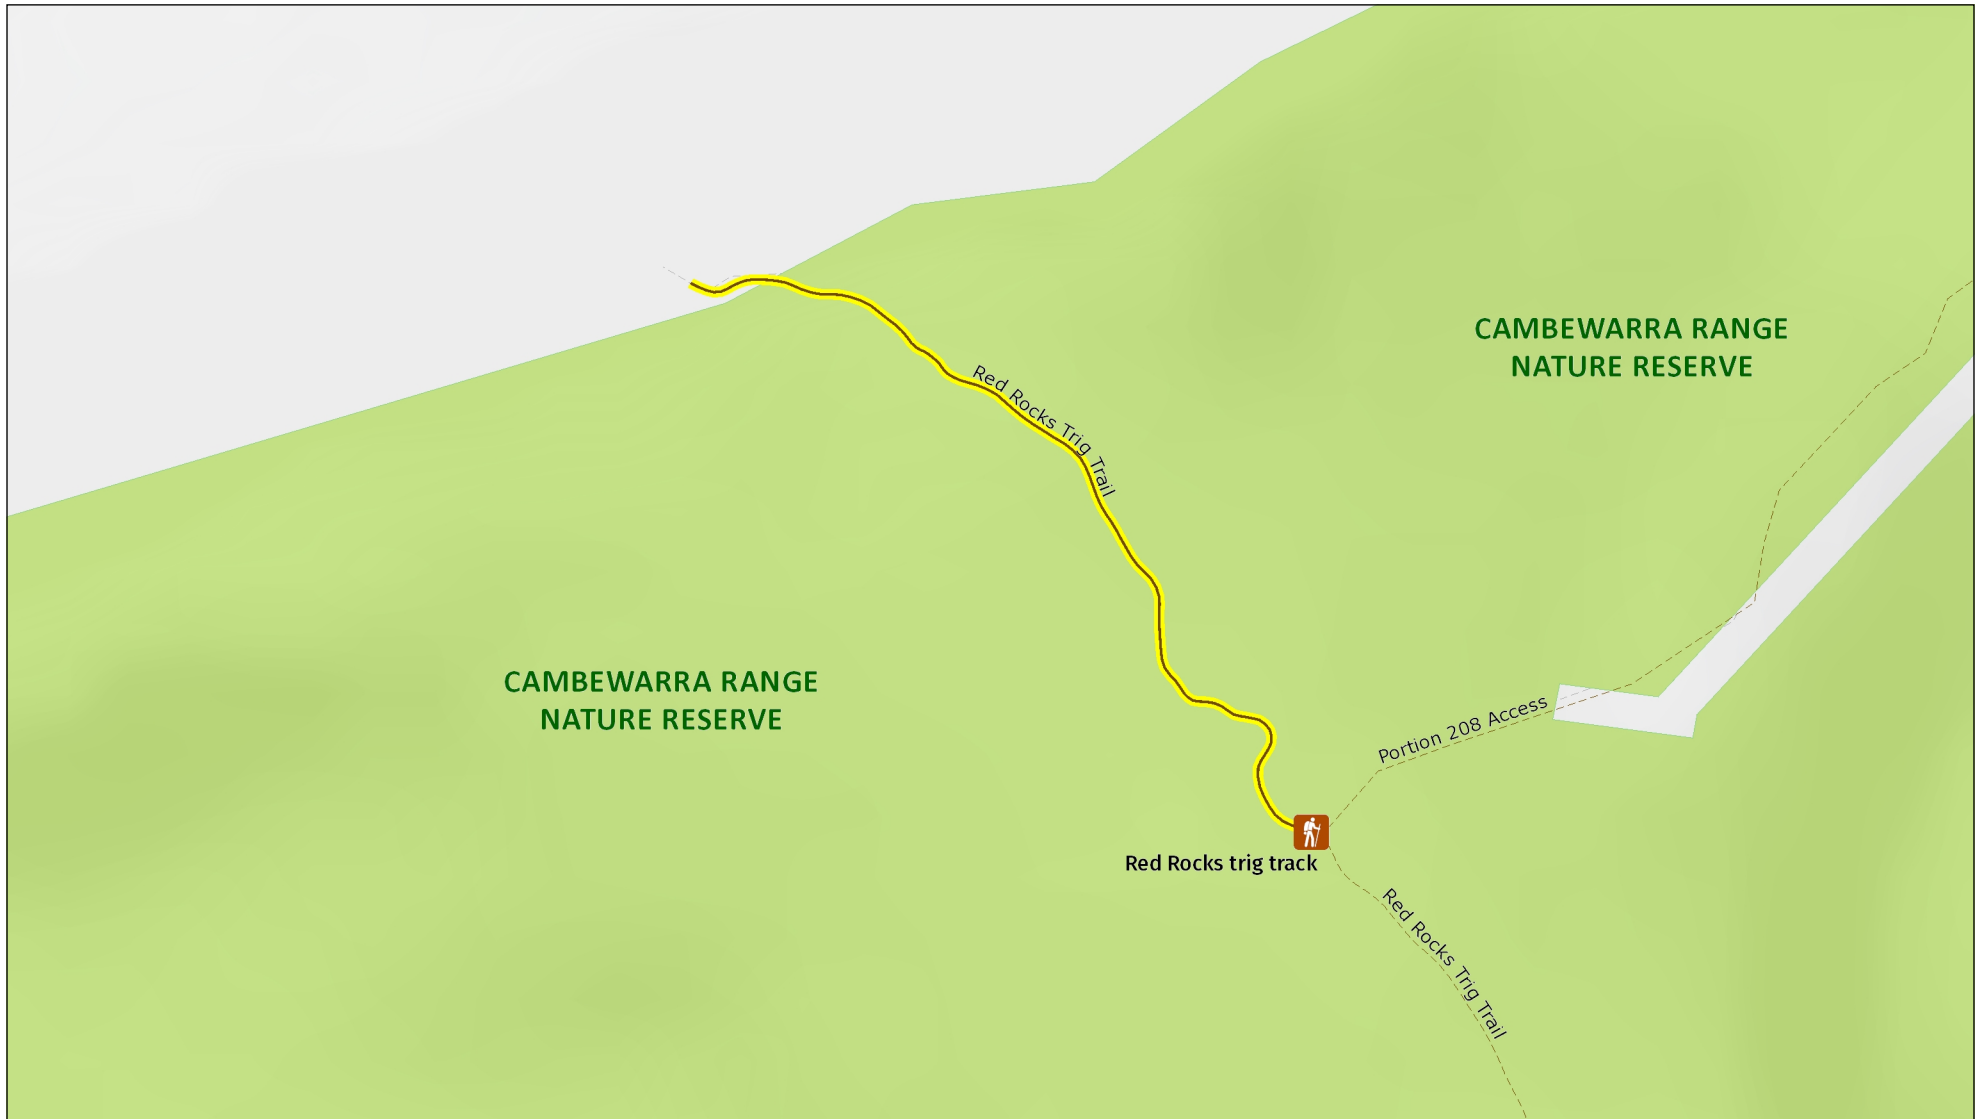 CAMBEWARRA RANGE
NATURE RESERVE
Red Rocks Trig Trail
CAMBEWARRA RANGE
NATURE RESERVE
Portion 208 Access
Red Rocks trig track
Red Rocks Trig Trail